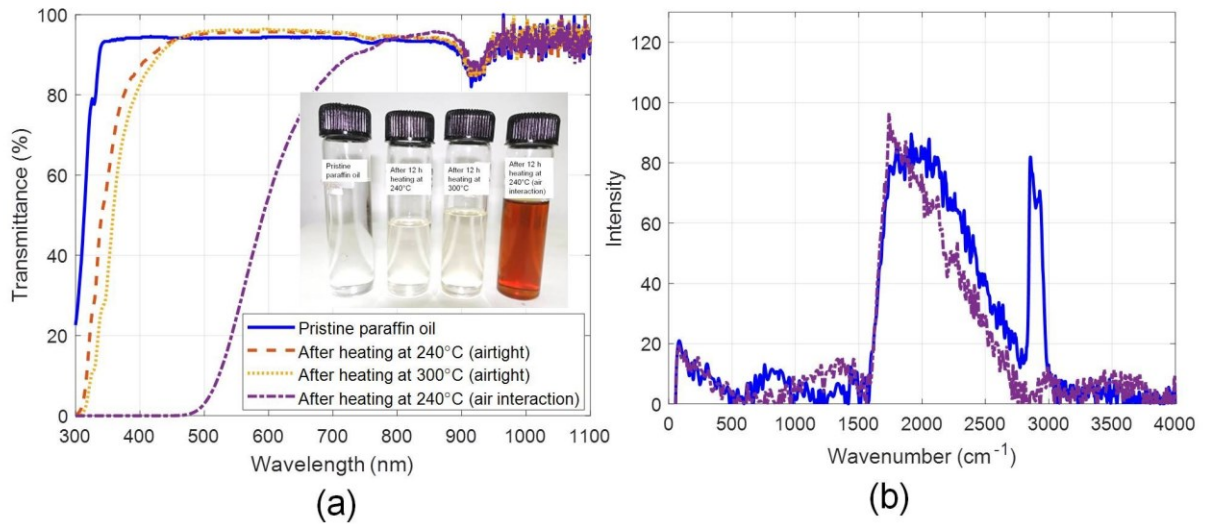 100
80
60
40
20
0
Transmittance (%)
Pristine
paraffin oil
After 12 h
heating at
240°C
After 12 h
heating at
300°C
After 12 h
heating at
240°C (air
interaction)
Pristine paraffin oil
After heating at 240°C (airtight)
After heating at 300°C (airtight)
After heating at 240°C (air interaction)
300 400 500 600 700 800 900 1000 1100
Wavelength (nm)
(a)
120
100
80
60
40
20
0
Intensity
0 500 1000 1500 2000 2500 3000 3500 4000
Wavenumber (cm⁻¹)
(b)